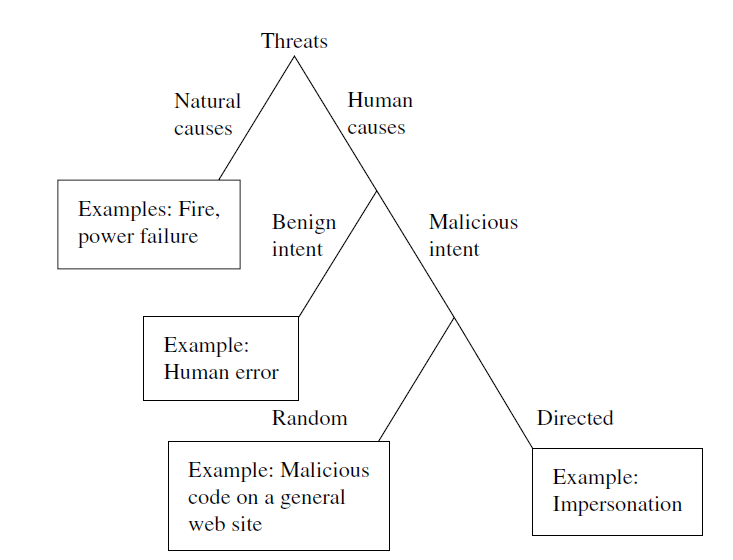 Threats
Natural
causes
Human
causes
Examples: Fire,
power failure
Benign
intent
Malicious
intent
Example:
Human error
Random
Directed
Example: Malicious
code on a general
web site
Example:
Impersonation